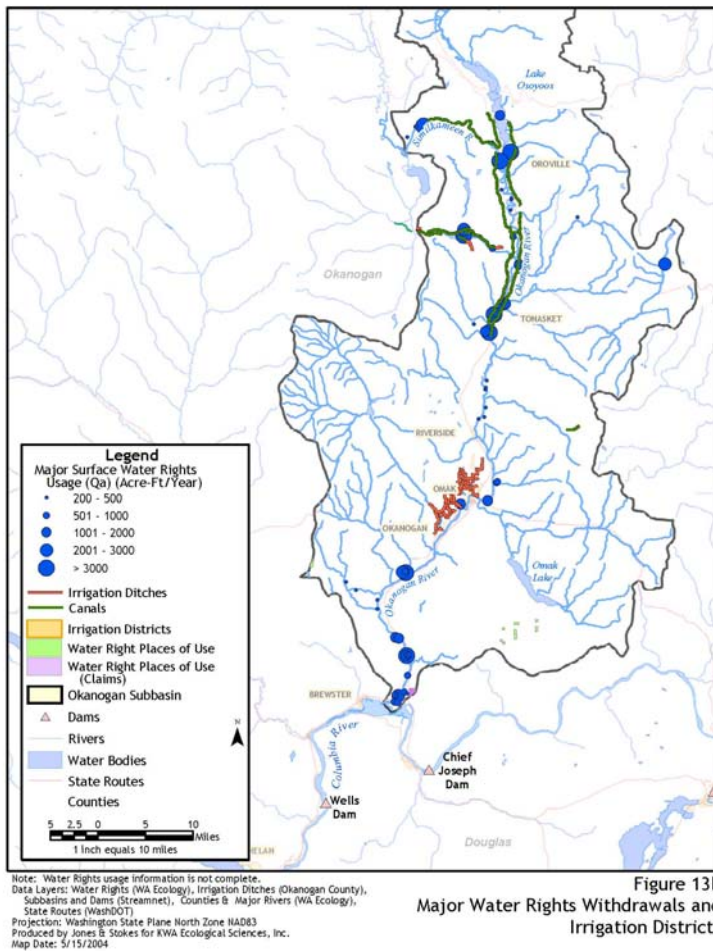 Lake
Osoyoos
Similkameen R.
OROVILLE
Okanogan
Okanogan River
TONASKET
RIVERSIDE
OMAK
OKANOGAN
Okanogan River
Omak
Lake
BREWSTER
Columbia River
Chief
Joseph
Dam
Wells
Dam
Douglas
HELAN
Legend
Major Surface Water Rights
Usage (Qa) (Acre-Ft/Year)
200 - 500
501 - 1000
1001 - 2000
2001 - 3000
> 3000
Irrigation Ditches
Canals
Irrigation Districts
Water Right Places of Use
Water Right Places of Use
(Claims)
Okanogan Subbasin
Dams
Rivers
Water Bodies
State Routes
Counties
N
5 2.5 0 5 10
Miles
1 inch equals 10 miles
Note: Water Rights usage information is not complete.
Data Layers: Water Rights (WA Ecology), Irrigation Ditches (Okanogan County),
Subbasins and Dams (Streamnet), Counties & Major Rivers (WA Ecology),
State Routes (WashDOT)
Projection: Washington State Plane North Zone NAD83
Produced by Jones & Stokes for KWA Ecological Sciences, Inc.
Map Date: 5/15/2004
Figure 13
Major Water Rights Withdrawals and
Irrigation District